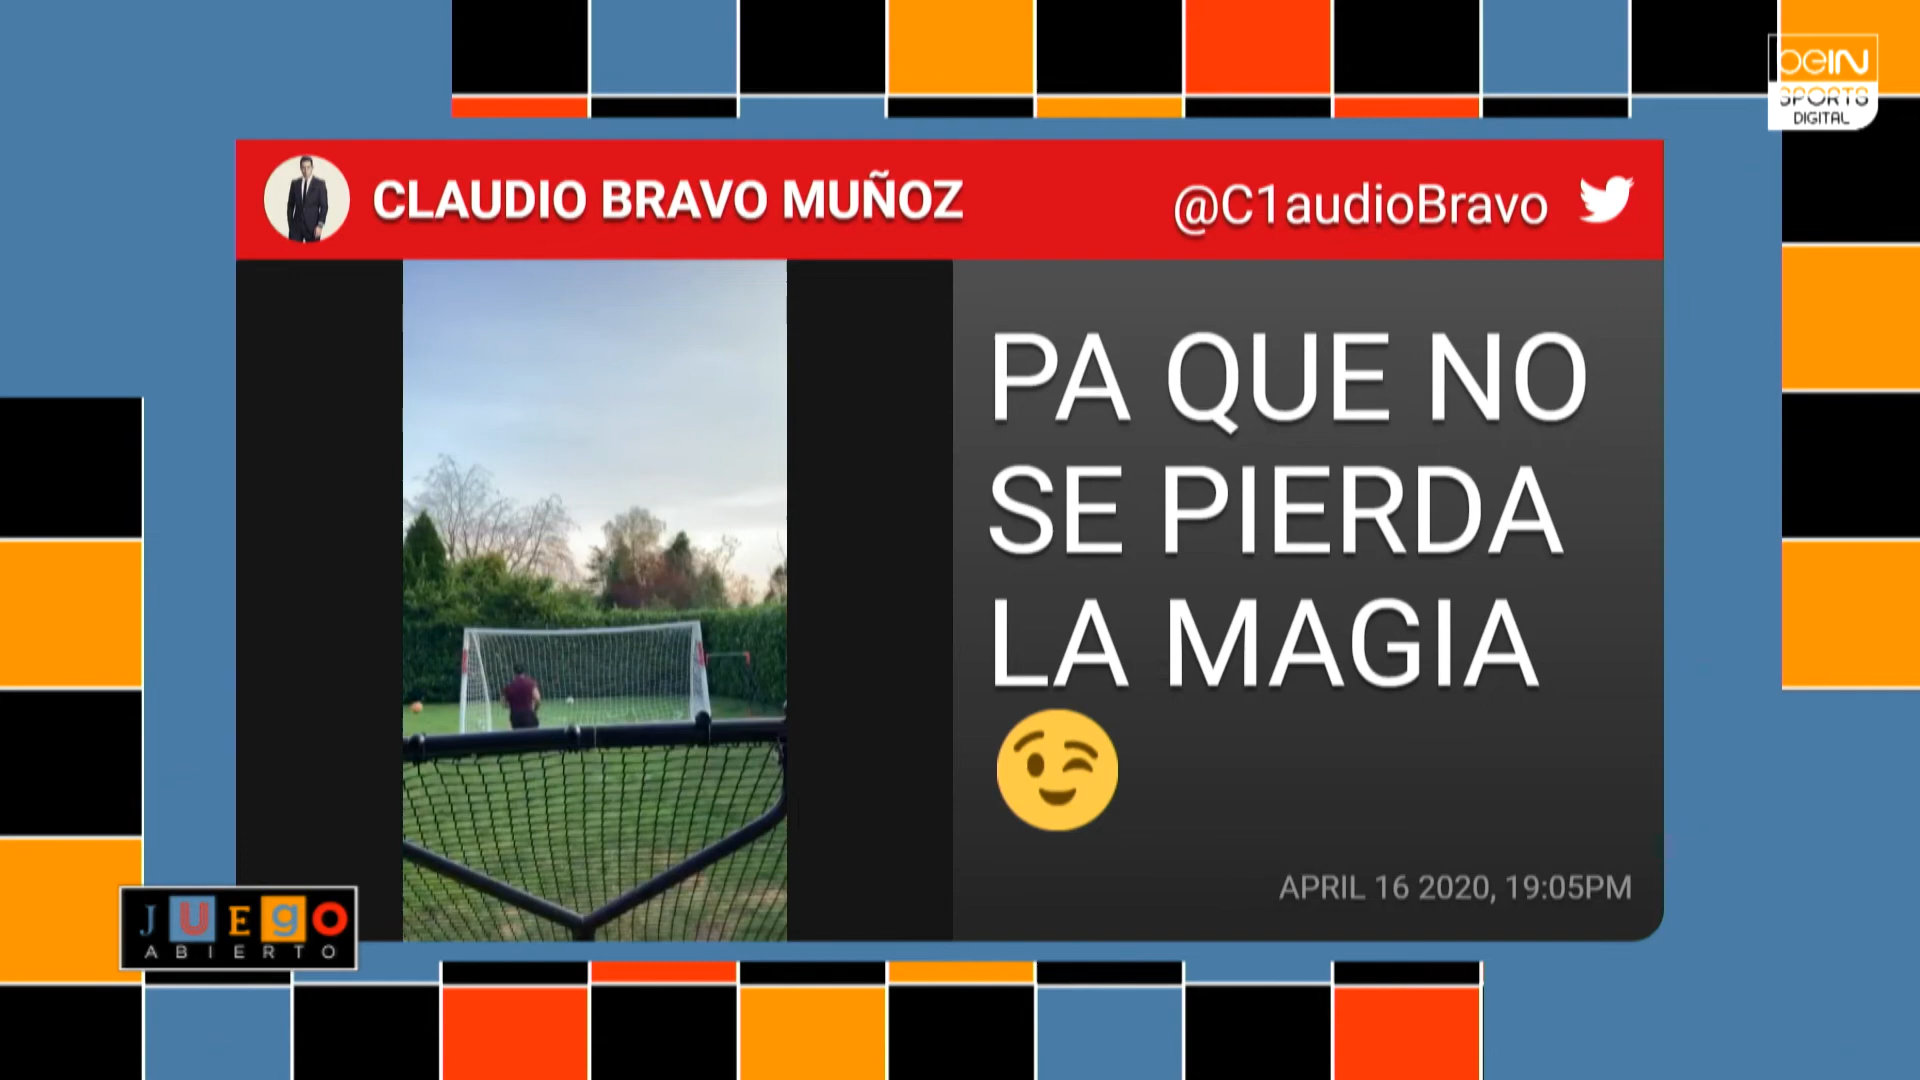 beIN
SPORTS
DIGITAL
CLAUDIO BRAVO MUÑOZ
@C1audioBravo
PA QUE NO
SE PIERDA
LA MAGIA
😉
APRIL 16 2020, 19:05PM
JUEgO
ABIERTO